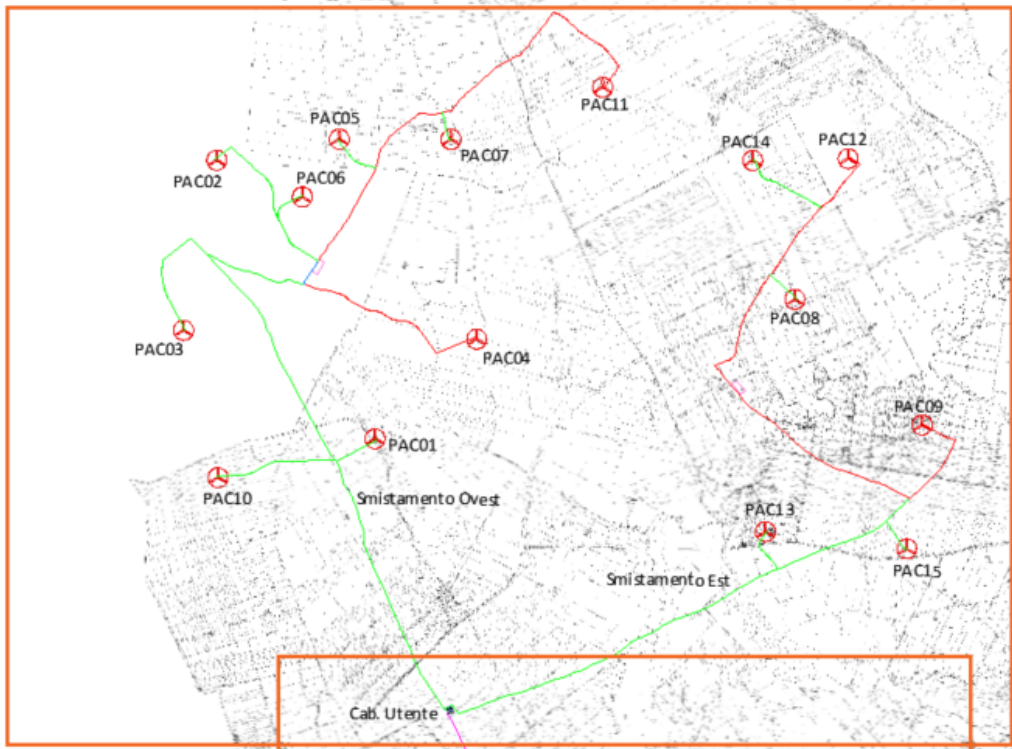 PAC11
PAC05
PAC07
PAC14
PAC12
PAC02
PAC06
PAC08
PAC03
PAC04
PAC09
PAC01
PAC10
Smistamento Ovest
PAC13
PAC15
Smistamento Est
Cab. Utente